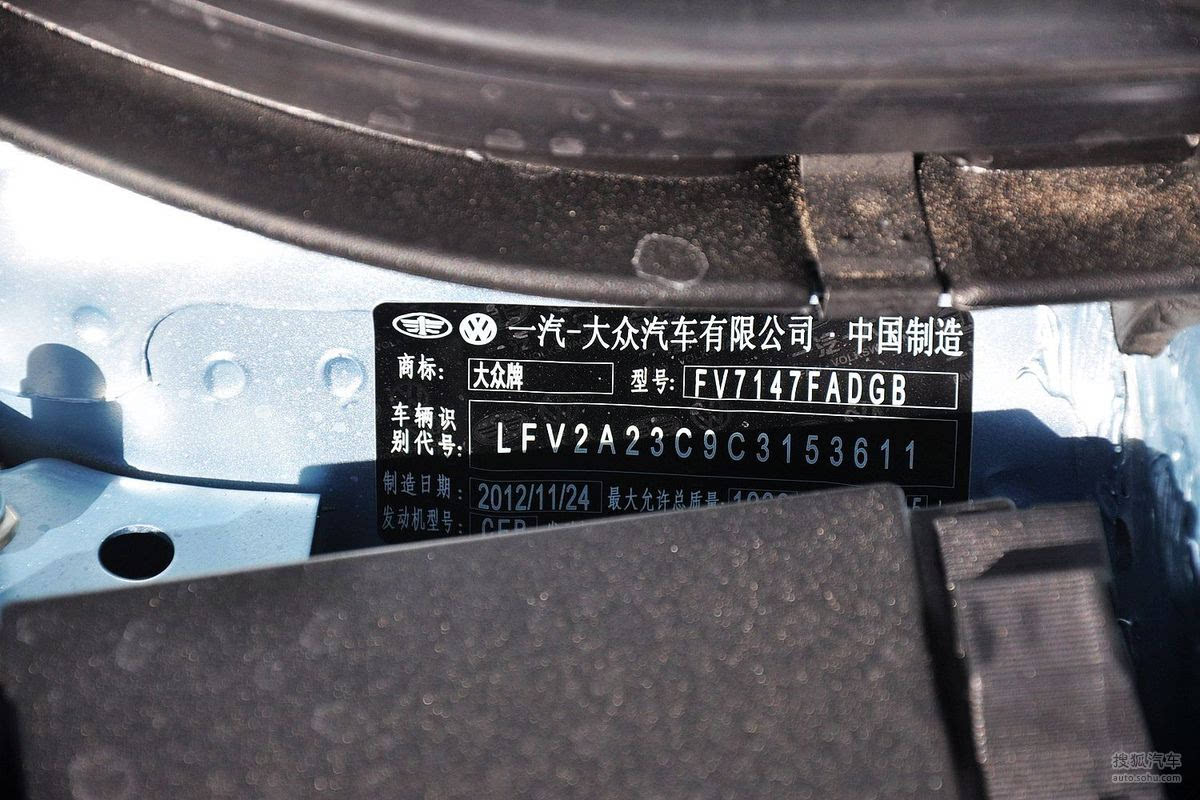 一汽-大众汽车有限公司·中国制造
商标: 大众牌 型号: FV7147FADGB
车辆识
别代号: LFV2A23C9C3153611
制造日期: 2012/11/24 最大允许总质量
发动机型号:
搜狐汽车
auto.sohu.com